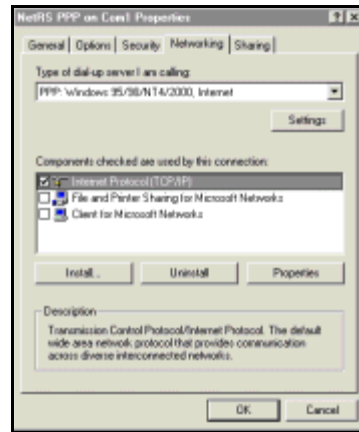 NetRS PPP on Com1 Properties
General Options Security Networking Sharing
Type of dial-up server I am calling:
PPP: Windows 95/98/NT4/2000, Internet
Settings
Components checked are used by this connection:
Internet Protocol (TCP/IP)
File and Printer Sharing for Microsoft Networks
Client for Microsoft Networks
Install... Uninstall Properties
Description
Transmission Control Protocol/Internet Protocol. The default
wide area network protocol that provides communication
across diverse interconnected networks.
OK Cancel